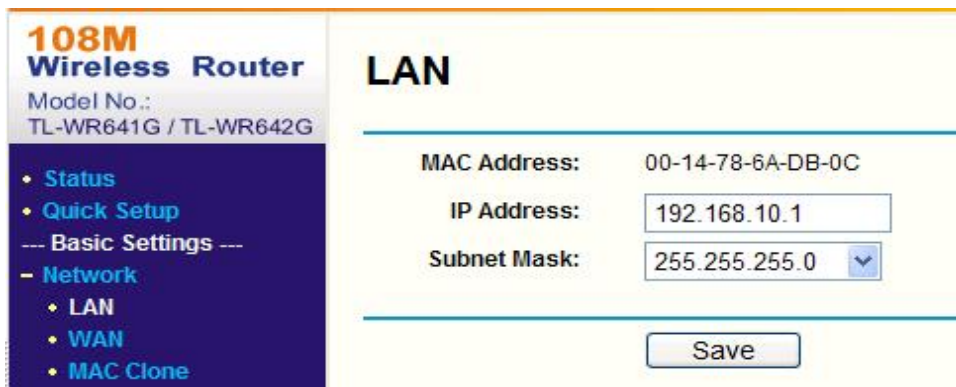 108M
Wireless Router
Model No.:
TL-WR641G / TL-WR642G
• Status
• Quick Setup
--- Basic Settings ---
– Network
• LAN
• WAN
• MAC Clone
LAN
MAC Address: 00-14-78-6A-DB-0C
IP Address: 192.168.10.1
Subnet Mask: 255.255.255.0
Save